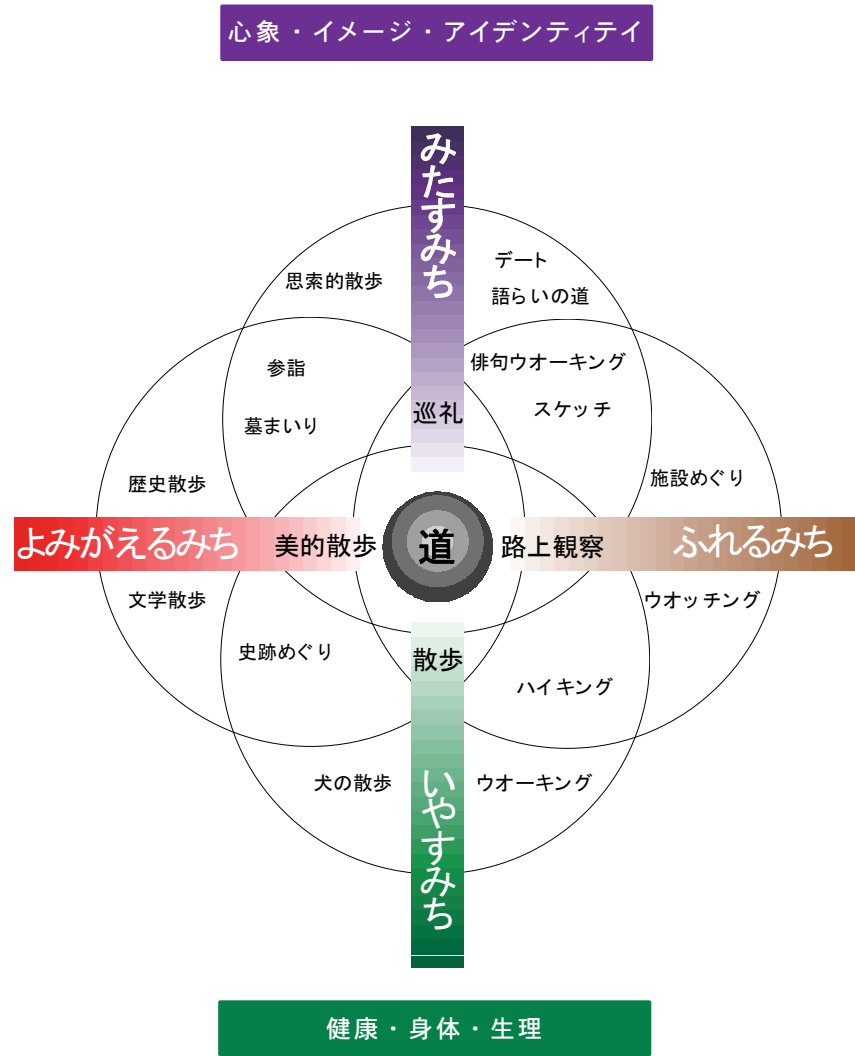 心象・イメージ・アイデンティテイ
みたすみち
デート
思索的散歩
語らいの道
参詣
俳句ウオーキング
墓まいり
巡礼
スケッチ
歴史散歩
施設めぐり
よみがえるみち
美的散歩
道
路上観察
ふれるみち
文学散歩
ウオッチング
史跡めぐり
散歩
ハイキング
犬の散歩
いやすみち
ウオーキング
健康・身体・生理